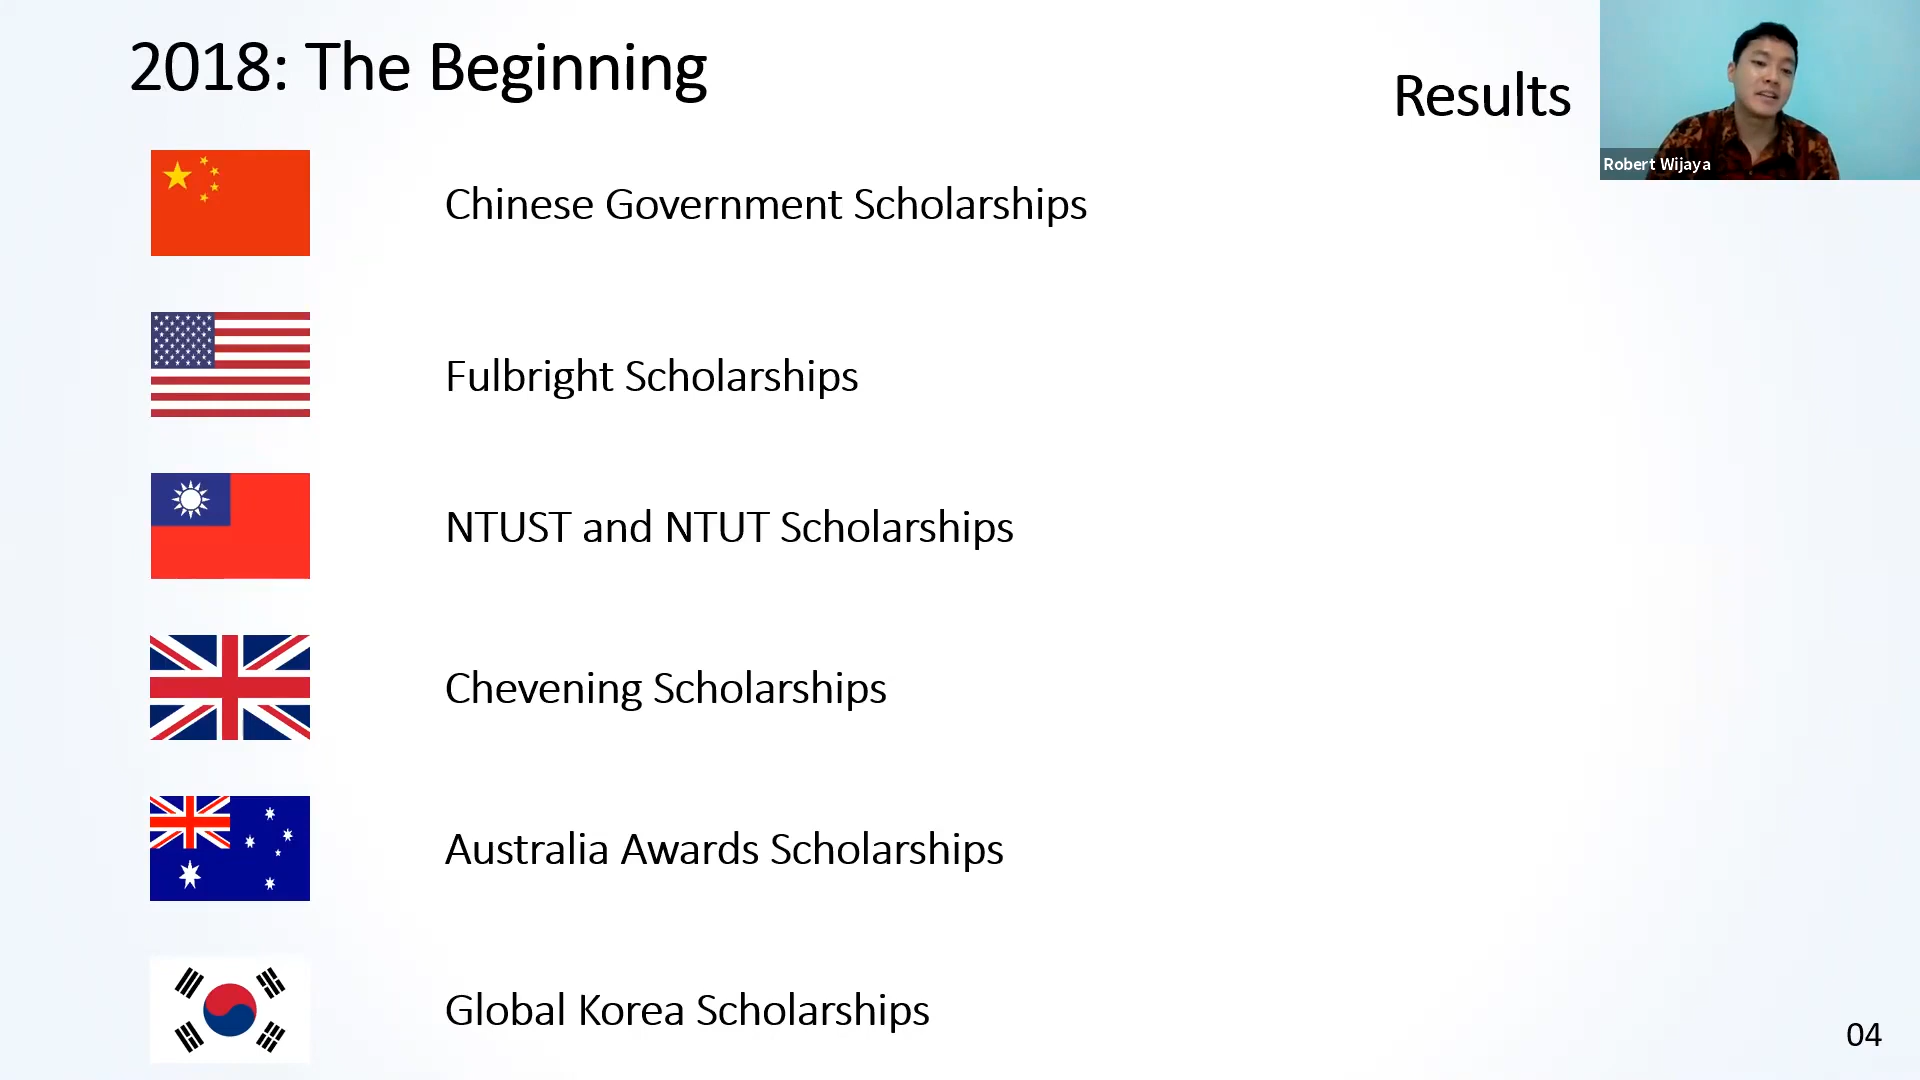 2018: The Beginning
Results
Robert Wijaya
Chinese Government Scholarships
Fulbright Scholarships
NTUST and NTUT Scholarships
Chevening Scholarships
Australia Awards Scholarships
Global Korea Scholarships
04